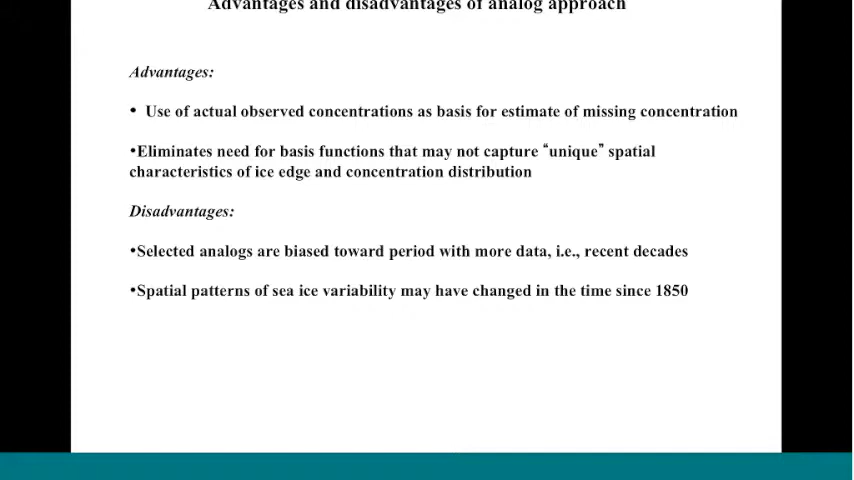 Advantages and disadvantages of analog approach
Advantages:
• Use of actual observed concentrations as basis for estimate of missing concentration
•Eliminates need for basis functions that may not capture “unique” spatial
characteristics of ice edge and concentration distribution
Disadvantages:
•Selected analogs are biased toward period with more data, i.e., recent decades
•Spatial patterns of sea ice variability may have changed in the time since 1850